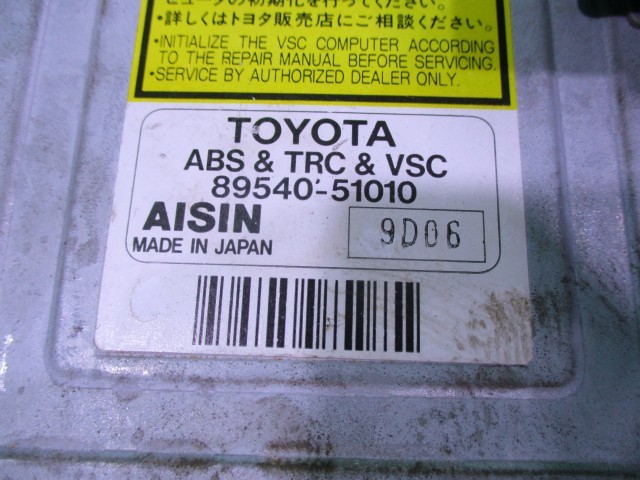 ピュータの初期化を行ってください。
•詳しくはトヨタ販売店にご相談ください。
•INITIALIZE THE VSC COMPUTER ACCORDING
TO THE REPAIR MANUAL BEFORE SERVICING.
•SERVICE BY AUTHORIZED DEALER ONLY.
TOYOTA
ABS & TRC & VSC
89540-51010
AISIN
9D06
MADE IN JAPAN